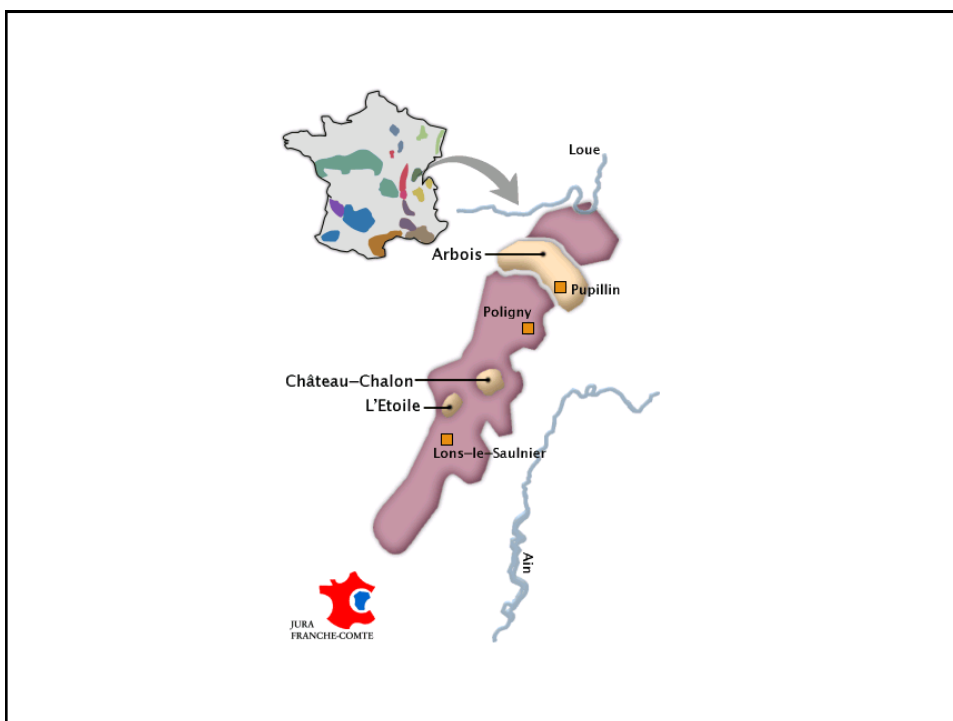 Loue
Arbois
Pupillin
Poligny
Château–Chalon
L'Etoile
Lons–le–Saulnier
Ain
JURA
FRANCHE-COMTE